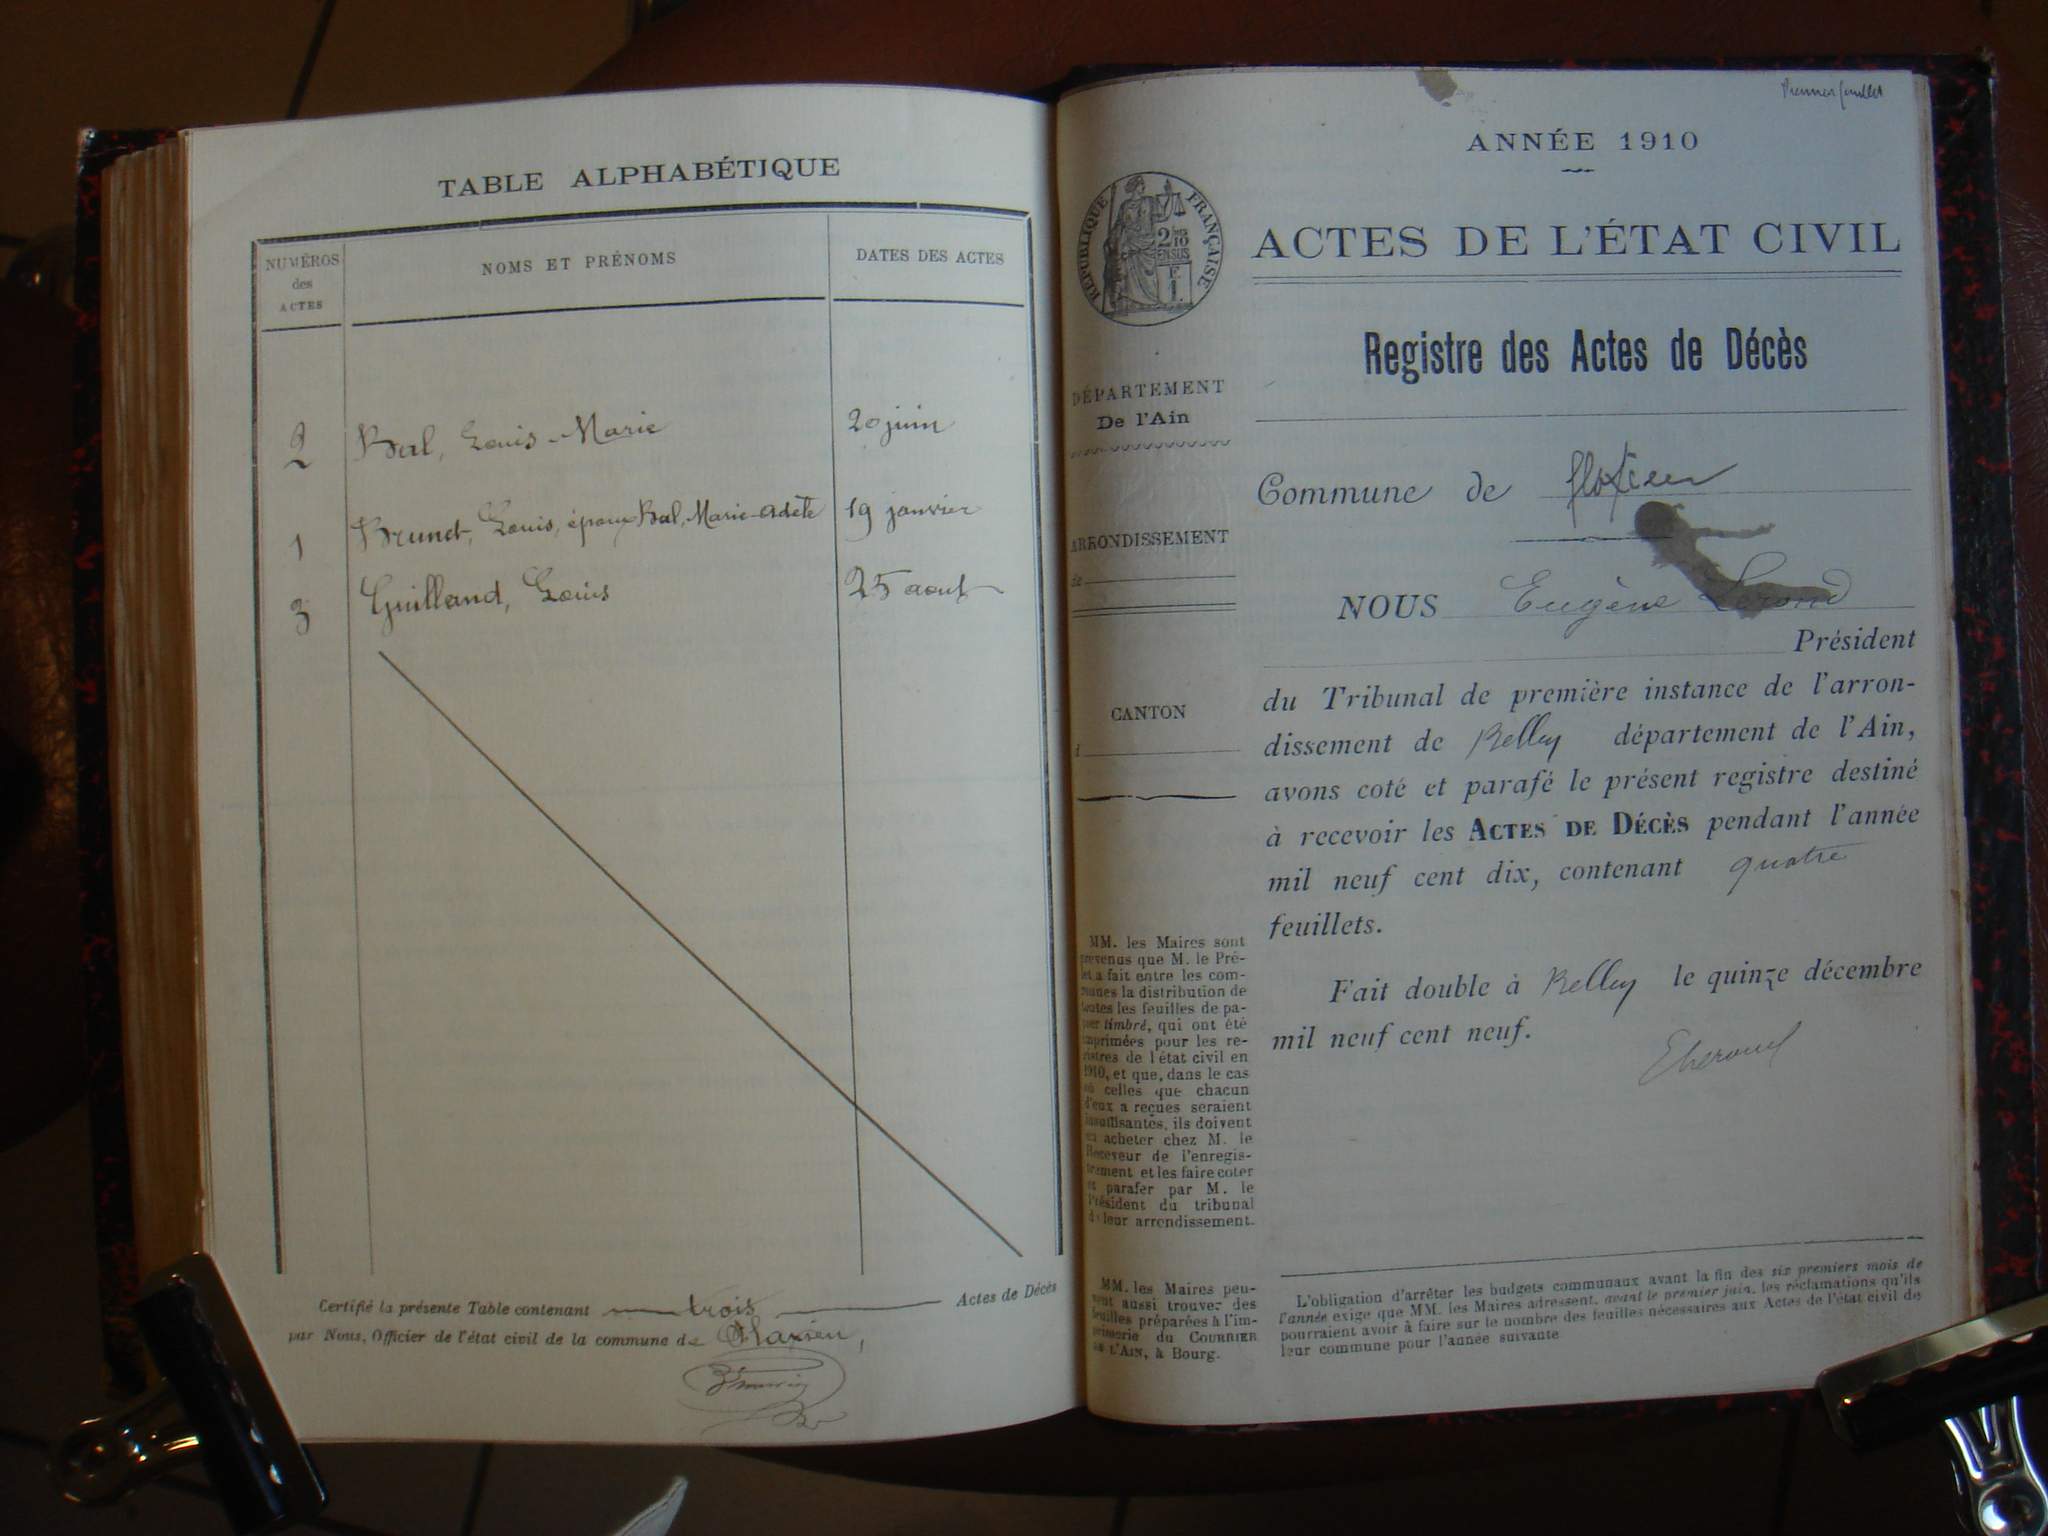 TABLE ALPHABÉTIQUE
NUMÉROS des ACTES
NOMS ET PRÉNOMS
DATES DES ACTES
2 Bal, Louis-Marie 20 juin
1 Brunet, Louis, époux Bal, Marie-Adèle 19 janvier
3 Guilland, Louis 25 aout
Certifié la présente Table contenant trois Actes de Décès
par Nous, Officier de l'état civil de la commune de Flaxieu,
Premier feuillet
ANNÉE 1910
RÉPUBLIQUE FRANÇAISE
2/10
EN SUS
F
1.
ACTES DE L'ÉTAT CIVIL
Registre des Actes de Décès
DÉPARTEMENT
De l'Ain
ARRONDISSEMENT
de
CANTON
d
Commune de Flaxieu
NOUS Eugène
Président
du Tribunal de première instance de l'arron-
dissement de Belley département de l'Ain,
avons coté et parafé le présent registre destiné
à recevoir les ACTES DE DÉCÈS pendant l'année
mil neuf cent dix, contenant quatre
feuillets.
Fait double à Belley le quinze décembre
mil neuf cent neuf.
MM. les Maires sont
prévenus que M. le Pré-
fet a fait entre les com-
munes la distribution de
toutes les feuilles de pa-
pier timbré, qui ont été
imprimées pour les re-
gistres de l'état civil en
1910, et que, dans le cas
où celles que chacun
d'eux a reçues seraient
insuffisantes, ils doivent
en acheter chez M. le
Receveur de l'enregis-
trement et les faire coter
et parafer par M. le
Président du tribunal
de leur arrondissement.
MM. les Maires peu-
vent aussi trouver des
feuilles préparées à l'im-
primerie du COURRIER
DE L'AIN, à Bourg.
L'obligation d'arrêter les budgets communaux avant la fin des six premiers mois de
l'année exige que MM. les Maires adressent, avant le premier juin, les réclamations qu'ils
pourraient avoir à faire sur le nombre des feuilles nécessaires aux Actes de l'état civil de
leur commune pour l'année suivante